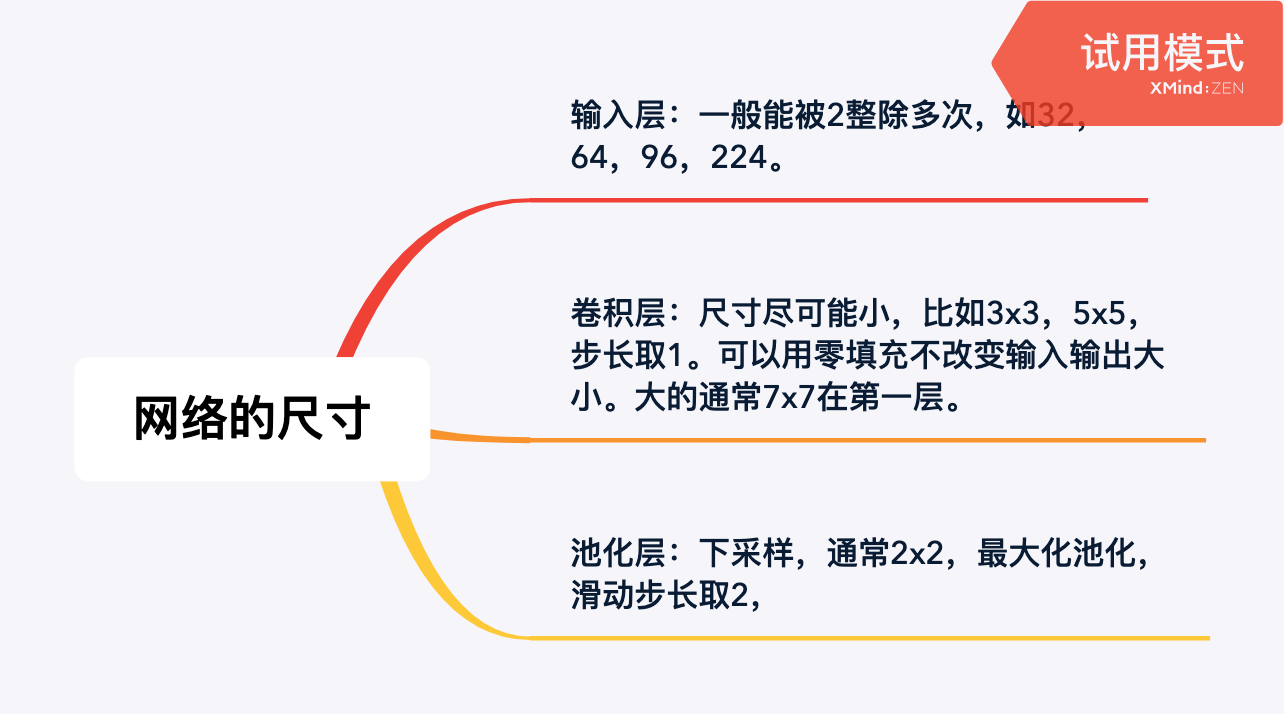 试用模式
XMind:ZEN
输入层：一般能被2整除多次，如32，
64，96，224。
卷积层：尺寸尽可能小，比如3x3，5x5，
步长取1。可以用零填充不改变输入输出大
小。大的通常7x7在第一层。
网络的尺寸
池化层：下采样，通常2x2，最大化池化，
滑动步长取2，